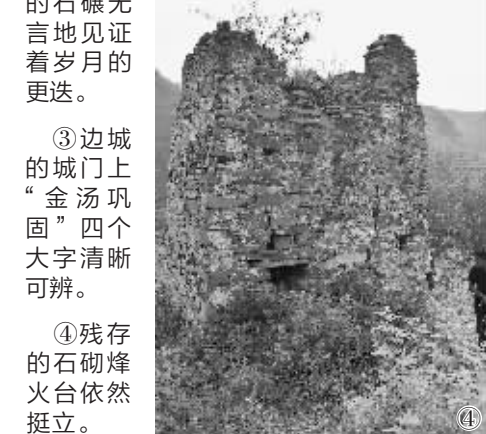 的石碾无
言地见证
着岁月的
更迭。
③边城
的城门上
“金汤巩
固”四个
大字清晰
可辨。
④残存
的石砌烽
火台依然
挺立。
④